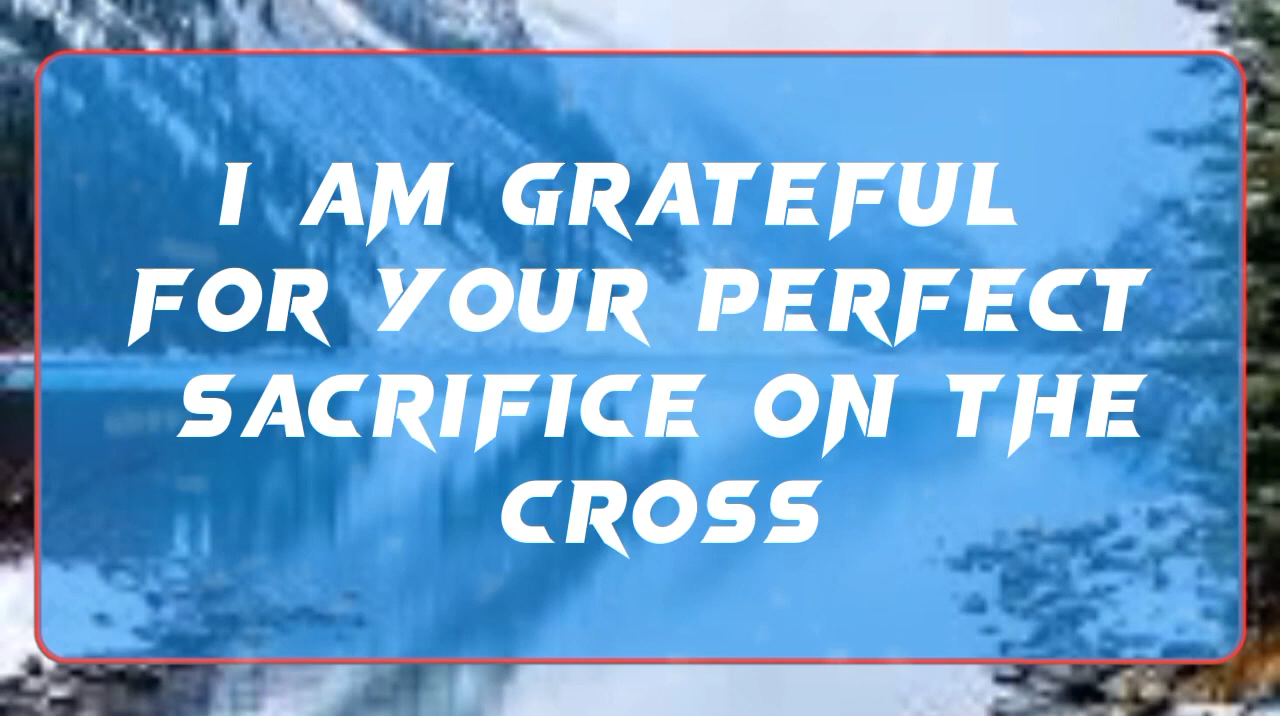 I AM GRATEFUL
FOR YOUR PERFECT
SACRIFICE ON THE
CROSS